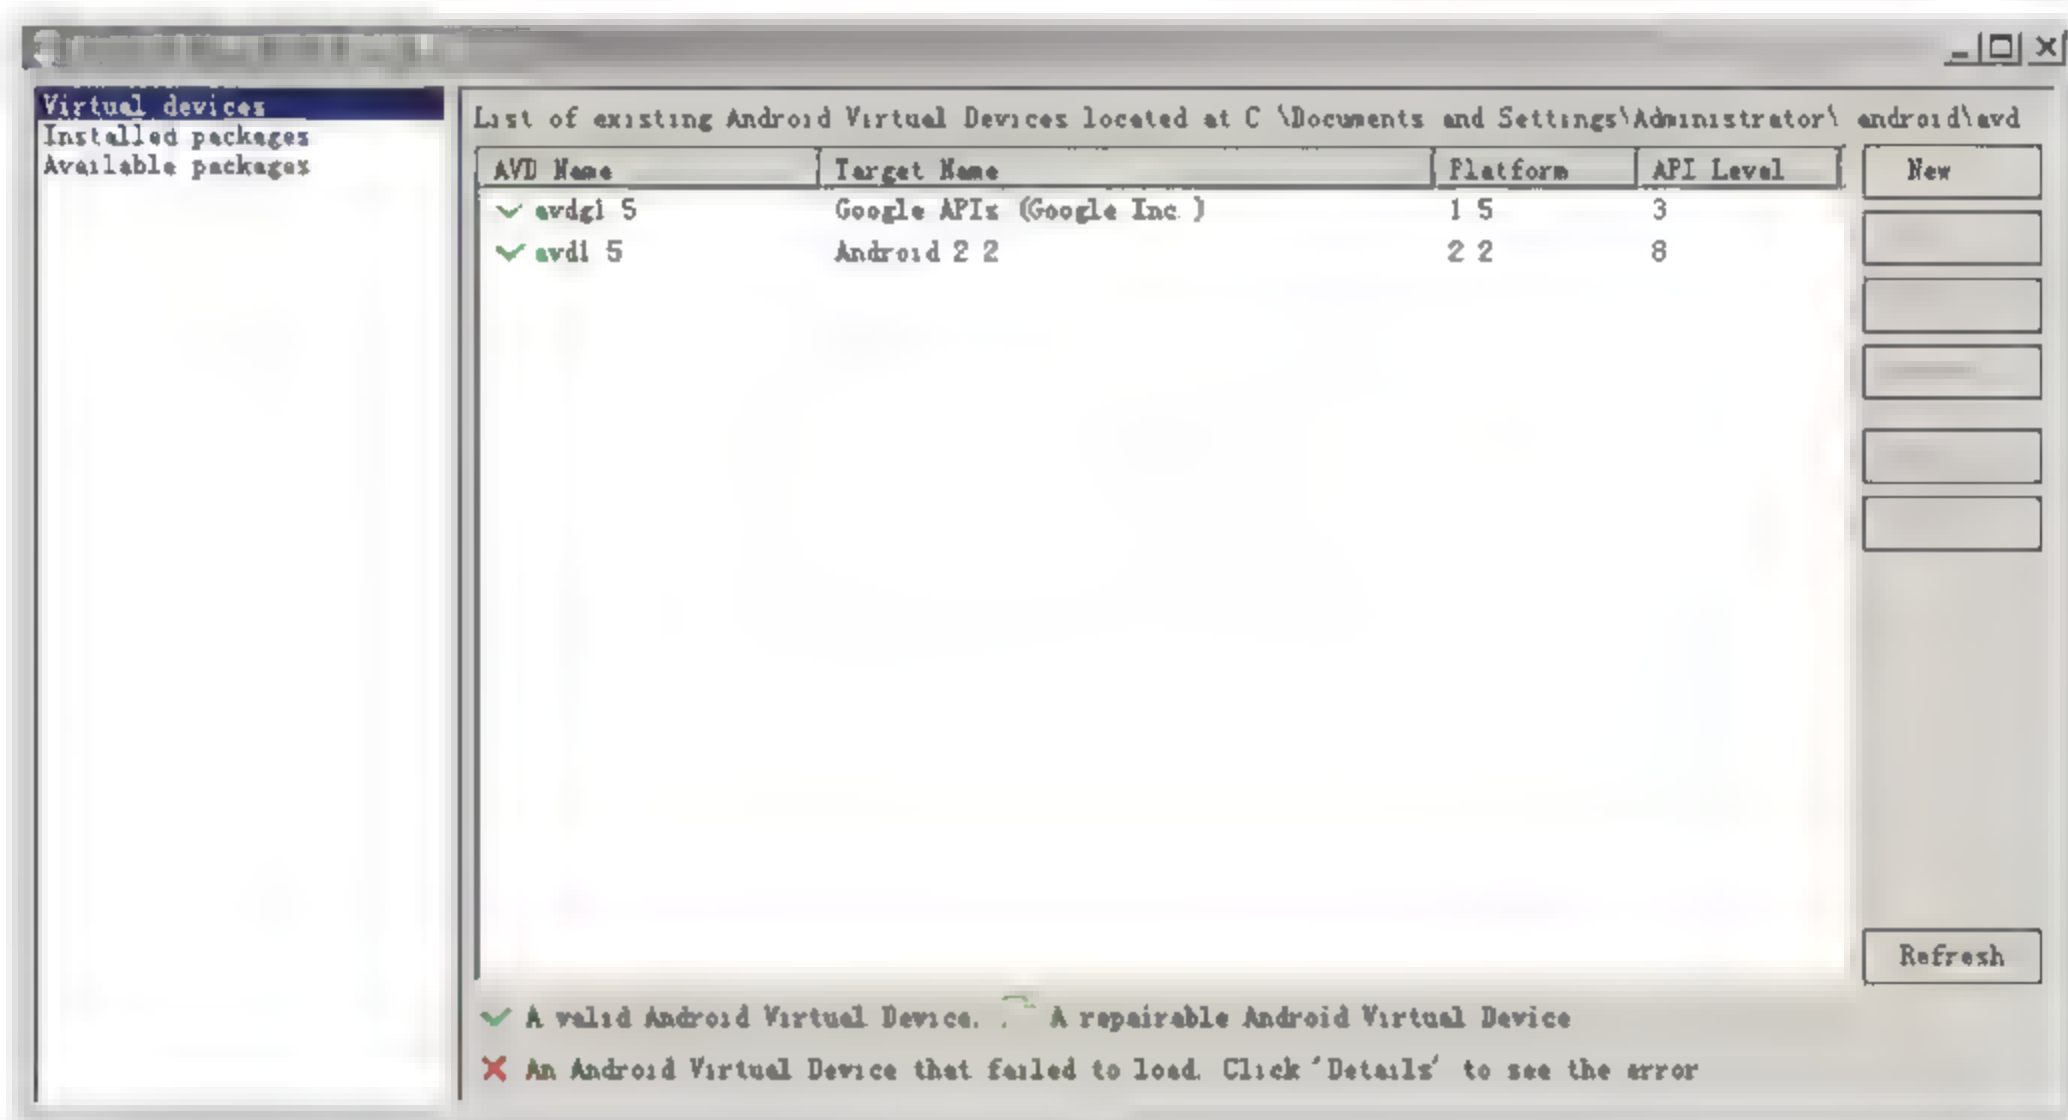 Virtual devices
Installed packages
Available packages
List of existing Android Virtual Devices located at C \Documents and Settings\Administrator\ android\avd
AVD Name Target Name Platform API Level
avdg1 5 Google APIs (Google Inc ) 1 5 3
avd1 5 Android 2 2 2 2 8
New
Refresh
A valid Android Virtual Device. A repairable Android Virtual Device
An Android Virtual Device that failed to load. Click 'Details' to see the error